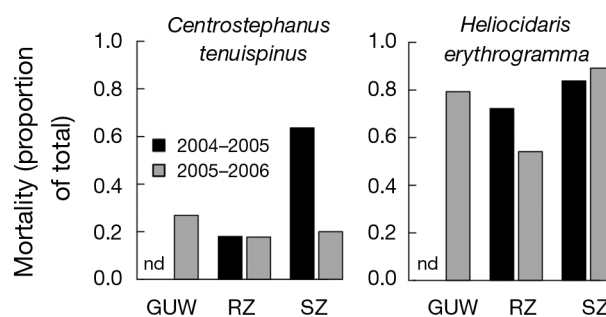 Centrostephanus
tenuispinus
Heliocidaris
erythrogramma
Mortality (proportion
of total)
1.0
0.8
0.6
0.4
0.2
0.0
2004–2005
2005–2006
nd
GUW RZ SZ
1.0
0.8
0.6
0.4
0.2
0.0
nd
GUW RZ SZ